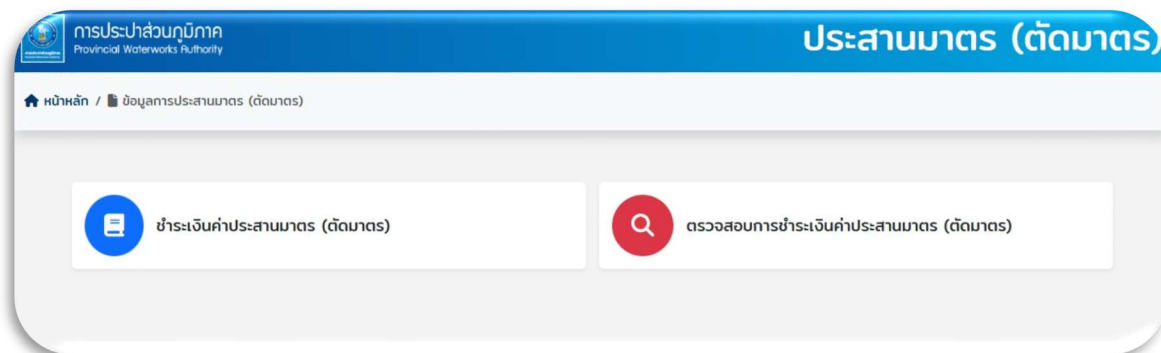 การประปาส่วนภูมิภาค
Provincial Waterworks Authority
ประสานมาตร (ตัดมาตร)
หน้าหลัก / ข้อมูลการประสานมาตร (ตัดมาตร)
ชำระเงินค่าประสานมาตร (ตัดมาตร)
ตรวจสอบการชำระเงินค่าประสานมาตร (ตัดมาตร)